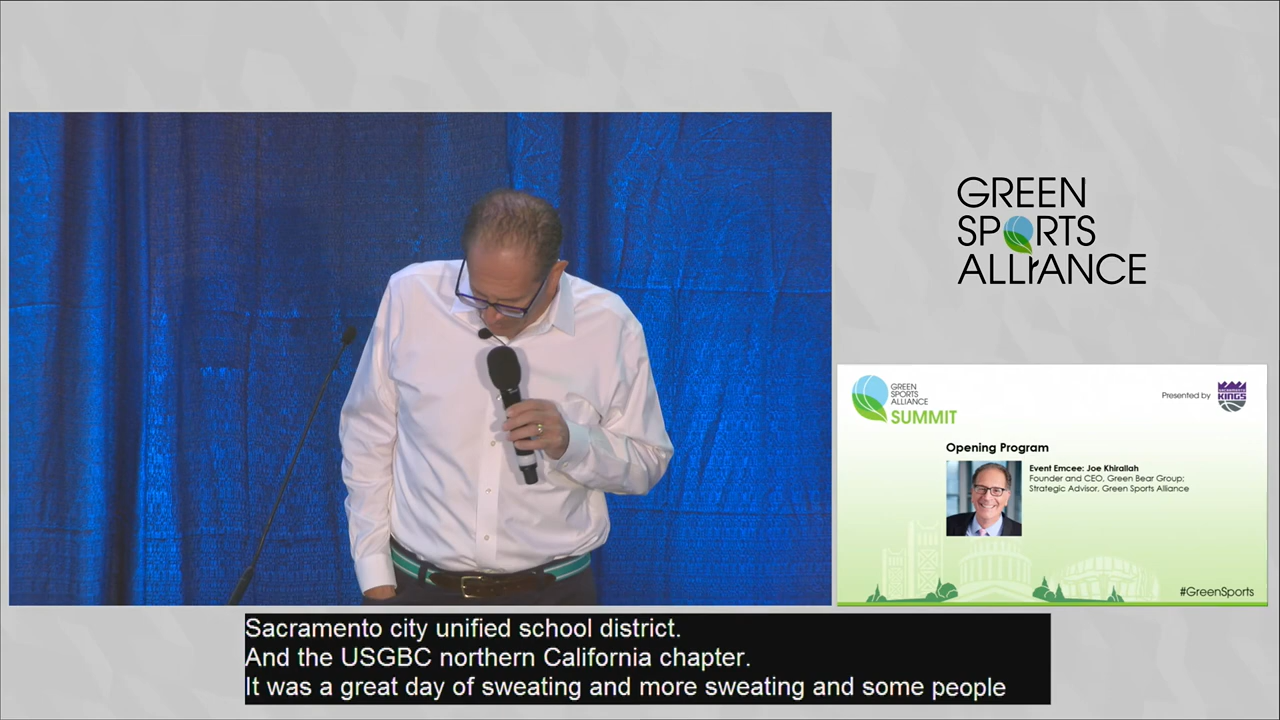 GREEN
SPORTS
ALLIANCE
GREEN
SPORTS
ALLIANCE
SUMMIT
Presented by
SACRAMENTO
KINGS
Opening Program
Event Emcee: Joe Khirallah
Founder and CEO, Green Bear Group;
Strategic Advisor, Green Sports Alliance
#GreenSports
Sacramento city unified school district.
And the USGBC northern California chapter.
It was a great day of sweating and more sweating and some people